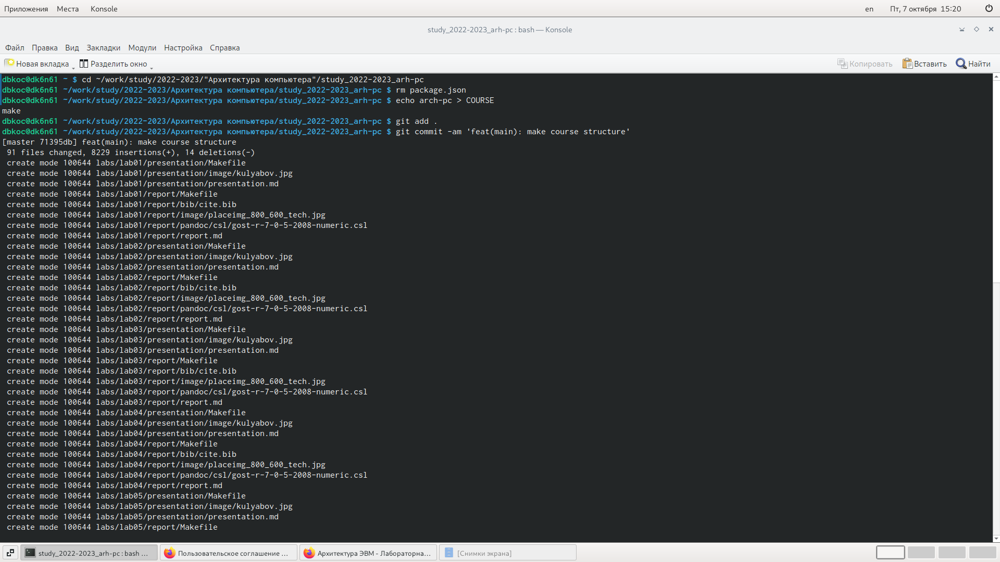 Приложения Места Konsole en Пт, 7 октября 15:20
study_2022-2023_arh-pc : bash — Konsole
Файл Правка Вид Закладки Модули Настройка Справка
Новая вкладка Разделить окно Копировать Вставить Найти
dbkoc@dk6n61 ~ $ cd ~/work/study/2022-2023/"Архитектура компьютера"/study_2022-2023_arh-pc
dbkoc@dk6n61 ~/work/study/2022-2023/Архитектура компьютера/study_2022-2023_arh-pc $ rm package.json
dbkoc@dk6n61 ~/work/study/2022-2023/Архитектура компьютера/study_2022-2023_arh-pc $ echo arch-pc > COURSE
make
dbkoc@dk6n61 ~/work/study/2022-2023/Архитектура компьютера/study_2022-2023_arh-pc $ git add .
dbkoc@dk6n61 ~/work/study/2022-2023/Архитектура компьютера/study_2022-2023_arh-pc $ git commit -am 'feat(main): make course structure'
[master 71395db] feat(main): make course structure
 91 files changed, 8229 insertions(+), 14 deletions(-)
 create mode 100644 labs/lab01/presentation/Makefile
 create mode 100644 labs/lab01/presentation/image/kulyabov.jpg
 create mode 100644 labs/lab01/presentation/presentation.md
 create mode 100644 labs/lab01/report/Makefile
 create mode 100644 labs/lab01/report/bib/cite.bib
 create mode 100644 labs/lab01/report/image/placeimg_800_600_tech.jpg
 create mode 100644 labs/lab01/report/pandoc/csl/gost-r-7-0-5-2008-numeric.csl
 create mode 100644 labs/lab01/report/report.md
 create mode 100644 labs/lab02/presentation/Makefile
 create mode 100644 labs/lab02/presentation/image/kulyabov.jpg
 create mode 100644 labs/lab02/presentation/presentation.md
 create mode 100644 labs/lab02/report/Makefile
 create mode 100644 labs/lab02/report/bib/cite.bib
 create mode 100644 labs/lab02/report/image/placeimg_800_600_tech.jpg
 create mode 100644 labs/lab02/report/pandoc/csl/gost-r-7-0-5-2008-numeric.csl
 create mode 100644 labs/lab02/report/report.md
 create mode 100644 labs/lab03/presentation/Makefile
 create mode 100644 labs/lab03/presentation/image/kulyabov.jpg
 create mode 100644 labs/lab03/presentation/presentation.md
 create mode 100644 labs/lab03/report/Makefile
 create mode 100644 labs/lab03/report/bib/cite.bib
 create mode 100644 labs/lab03/report/image/placeimg_800_600_tech.jpg
 create mode 100644 labs/lab03/report/pandoc/csl/gost-r-7-0-5-2008-numeric.csl
 create mode 100644 labs/lab03/report/report.md
 create mode 100644 labs/lab04/presentation/Makefile
 create mode 100644 labs/lab04/presentation/image/kulyabov.jpg
 create mode 100644 labs/lab04/presentation/presentation.md
 create mode 100644 labs/lab04/report/Makefile
 create mode 100644 labs/lab04/report/bib/cite.bib
 create mode 100644 labs/lab04/report/image/placeimg_800_600_tech.jpg
 create mode 100644 labs/lab04/report/pandoc/csl/gost-r-7-0-5-2008-numeric.csl
 create mode 100644 labs/lab04/report/report.md
 create mode 100644 labs/lab05/presentation/Makefile
 create mode 100644 labs/lab05/presentation/image/kulyabov.jpg
 create mode 100644 labs/lab05/presentation/presentation.md
 create mode 100644 labs/lab05/report/Makefile
study_2022-2023_arh-pc : bash ... Пользовательское соглашение ... Архитектура ЭВМ - Лабораторна... [Снимки экрана]